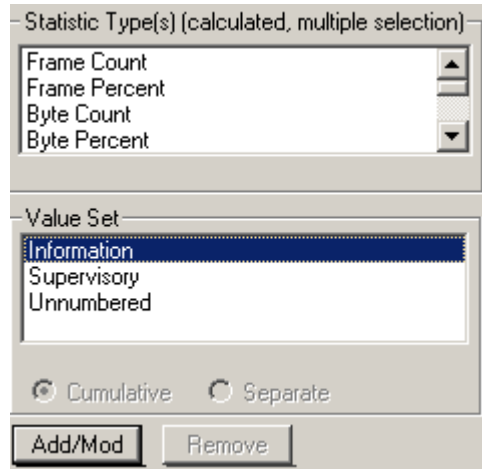 Statistic Type(s) (calculated, multiple selection)
Frame Count
Frame Percent
Byte Count
Byte Percent
Value Set
Information
Supervisory
Unnumbered
Cumulative Separate
Add/Mod Remove